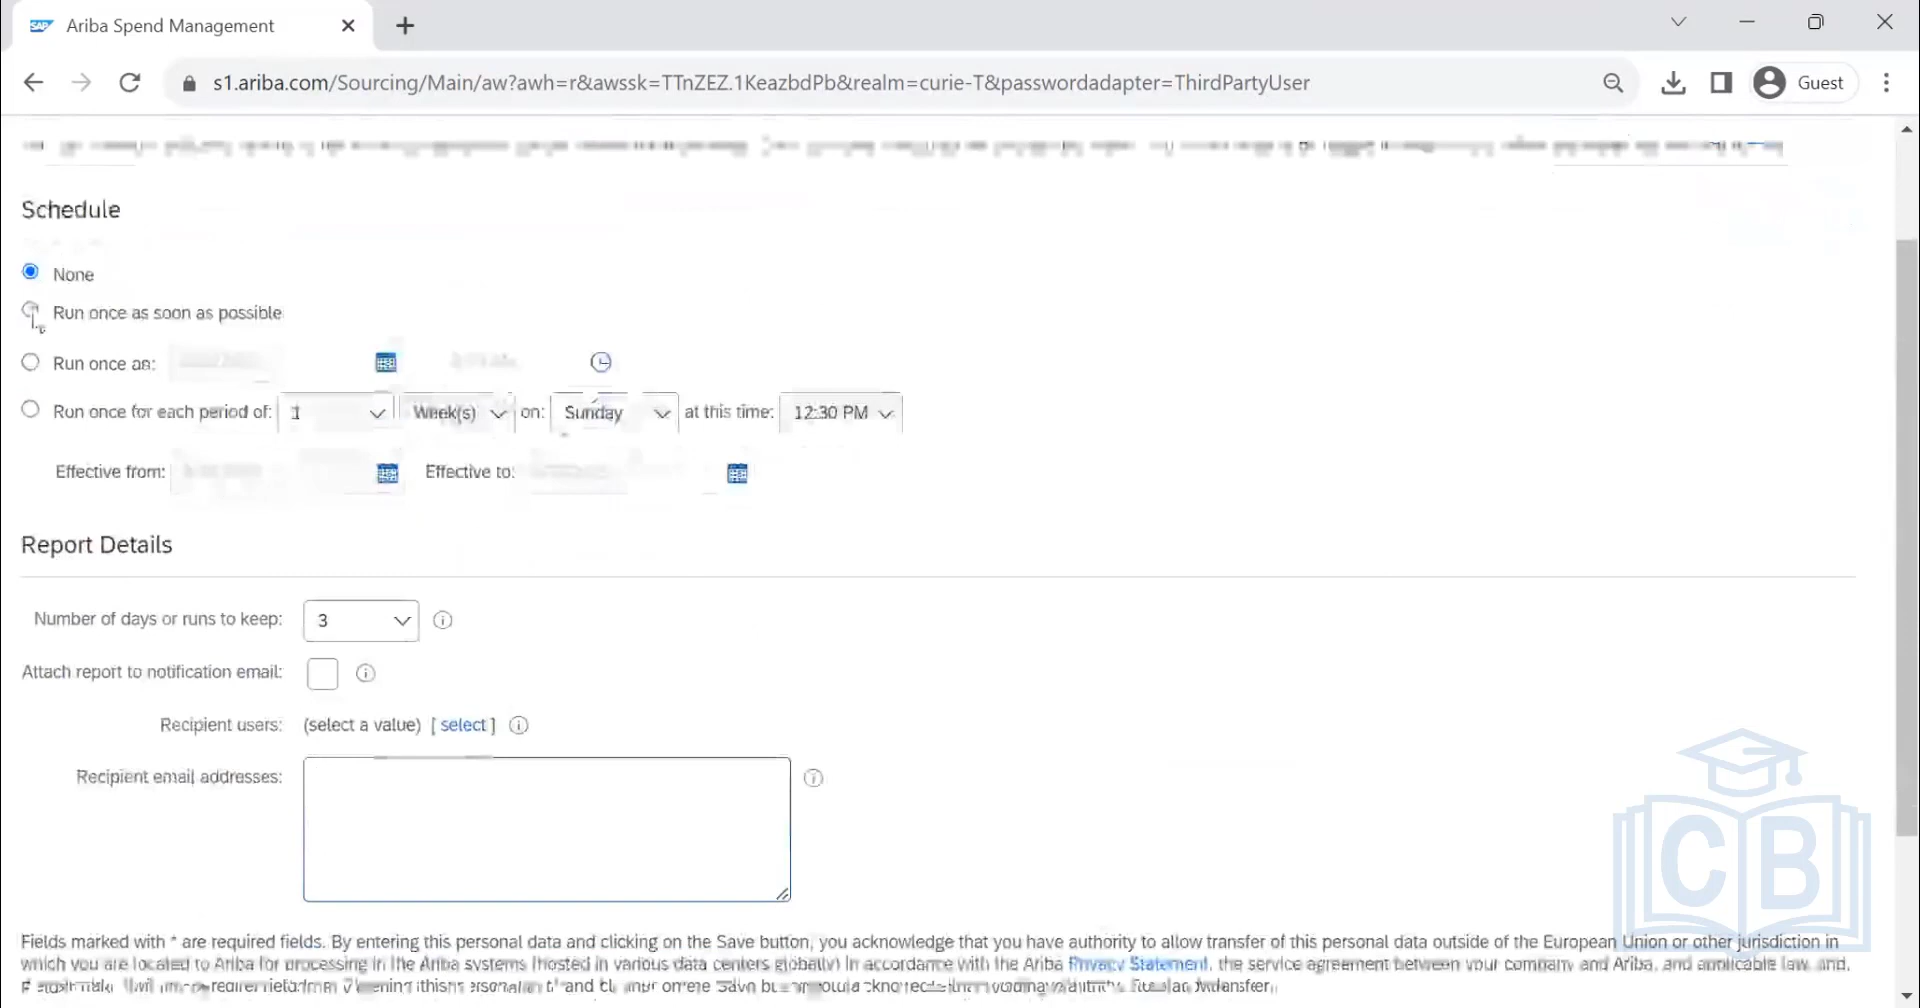 Ariba Spend Management
s1.ariba.com/Sourcing/Main/aw?awh=r&awssk=TTnZEZ.1KeazbdPb&realm=curie-T&passwordadapter=ThirdPartyUser
Guest
Schedule
None
Run once as soon as possible
Run once an:
Run once for each period of: 1 Week(s) on: Sunday at this time: 12:30 PM
Effective from: Effective to:
Report Details
Number of days or runs to keep: 3
Attach report to notification email:
Recipient users: (select a value) [ select ]
Recipient email addresses:
Fields marked with * are required fields. By entering this personal data and clicking on the Save button, you acknowledge that you have authority to allow transfer of this personal data outside of the European Union or other jurisdiction in
which you are located to Ariba for processing in the Ariba systems (hosted in various data centers globally) in accordance with the Ariba Privacy Statement, the service agreement between your company and Ariba, and applicable law, and,
CB